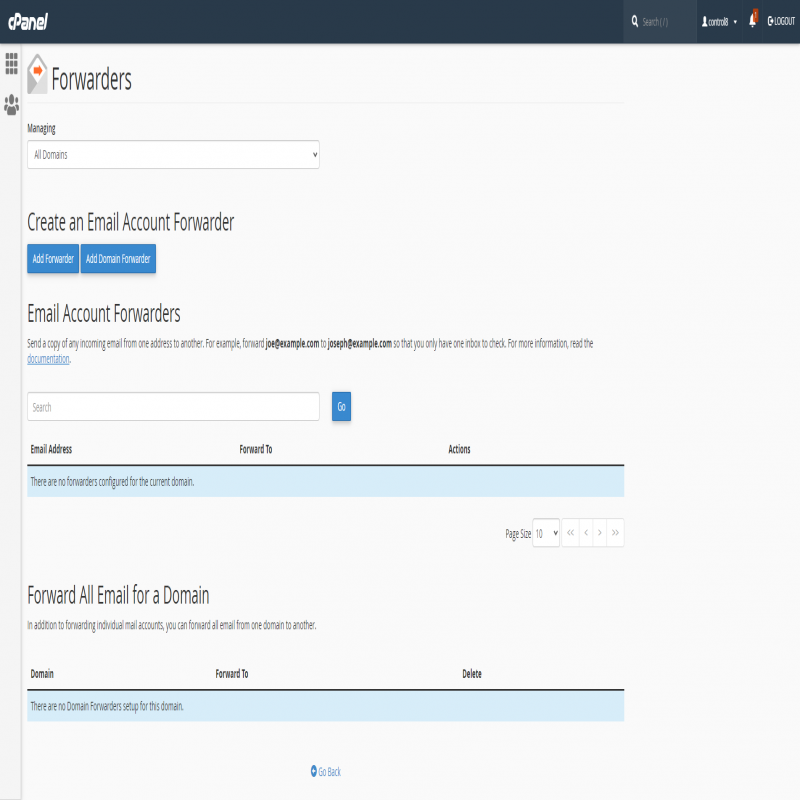 cPanel
Search ( / )
control8
LOGOUT
Forwarders
Managing
All Domains
Create an Email Account Forwarder
Add Forwarder Add Domain Forwarder
Email Account Forwarders
Send a copy of any incoming email from one address to another. For example, forward joe@example.com to joseph@example.com so that you only have one inbox to check. For more information, read the
documentation.
Search Go
Email Address Forward To Actions
There are no forwarders configured for the current domain.
Page Size 10 << < > >>
Forward All Email for a Domain
In addition to forwarding individual mail accounts, you can forward all email from one domain to another.
Domain Forward To Delete
There are no Domain Forwarders setup for this domain.
Go Back